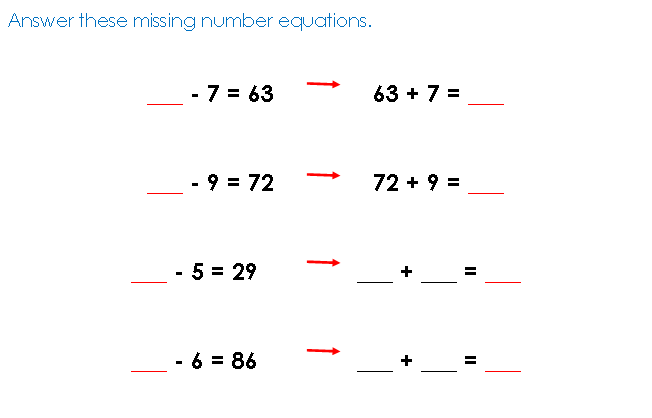 Answer these missing number equations.
___ - 7 = 63 → 63 + 7 = ___
___ - 9 = 72 → 72 + 9 = ___
___ - 5 = 29 → ___ + ___ = ___
___ - 6 = 86 → ___ + ___ = ___